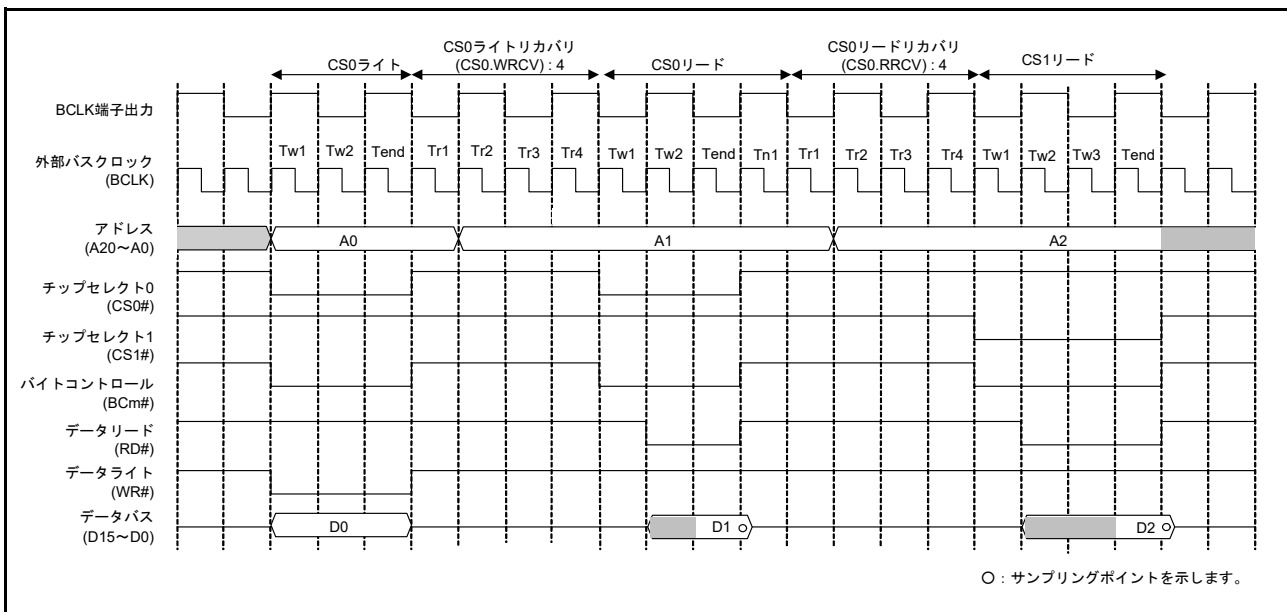 CS0ライト
CS0ライトリカバリ
(CS0.WRCV) : 4
CS0リード
CS0リードリカバリ
(CS0.RRCV) : 4
CS1リード
BCLK端子出力
外部バスクロック
(BCLK)
Tw1 Tw2 Tend Tr1 Tr2 Tr3 Tr4 Tw1 Tw2 Tend Tn1 Tr1 Tr2 Tr3 Tr4 Tw1 Tw2 Tw3 Tend
アドレス
(A20～A0)
A0 A1 A2
チップセレクト0
(CS0#)
チップセレクト1
(CS1#)
バイトコントロール
(BCm#)
データリード
(RD#)
データライト
(WR#)
データバス
(D15～D0)
D0 D1 D2
○ : サンプリングポイントを示します。